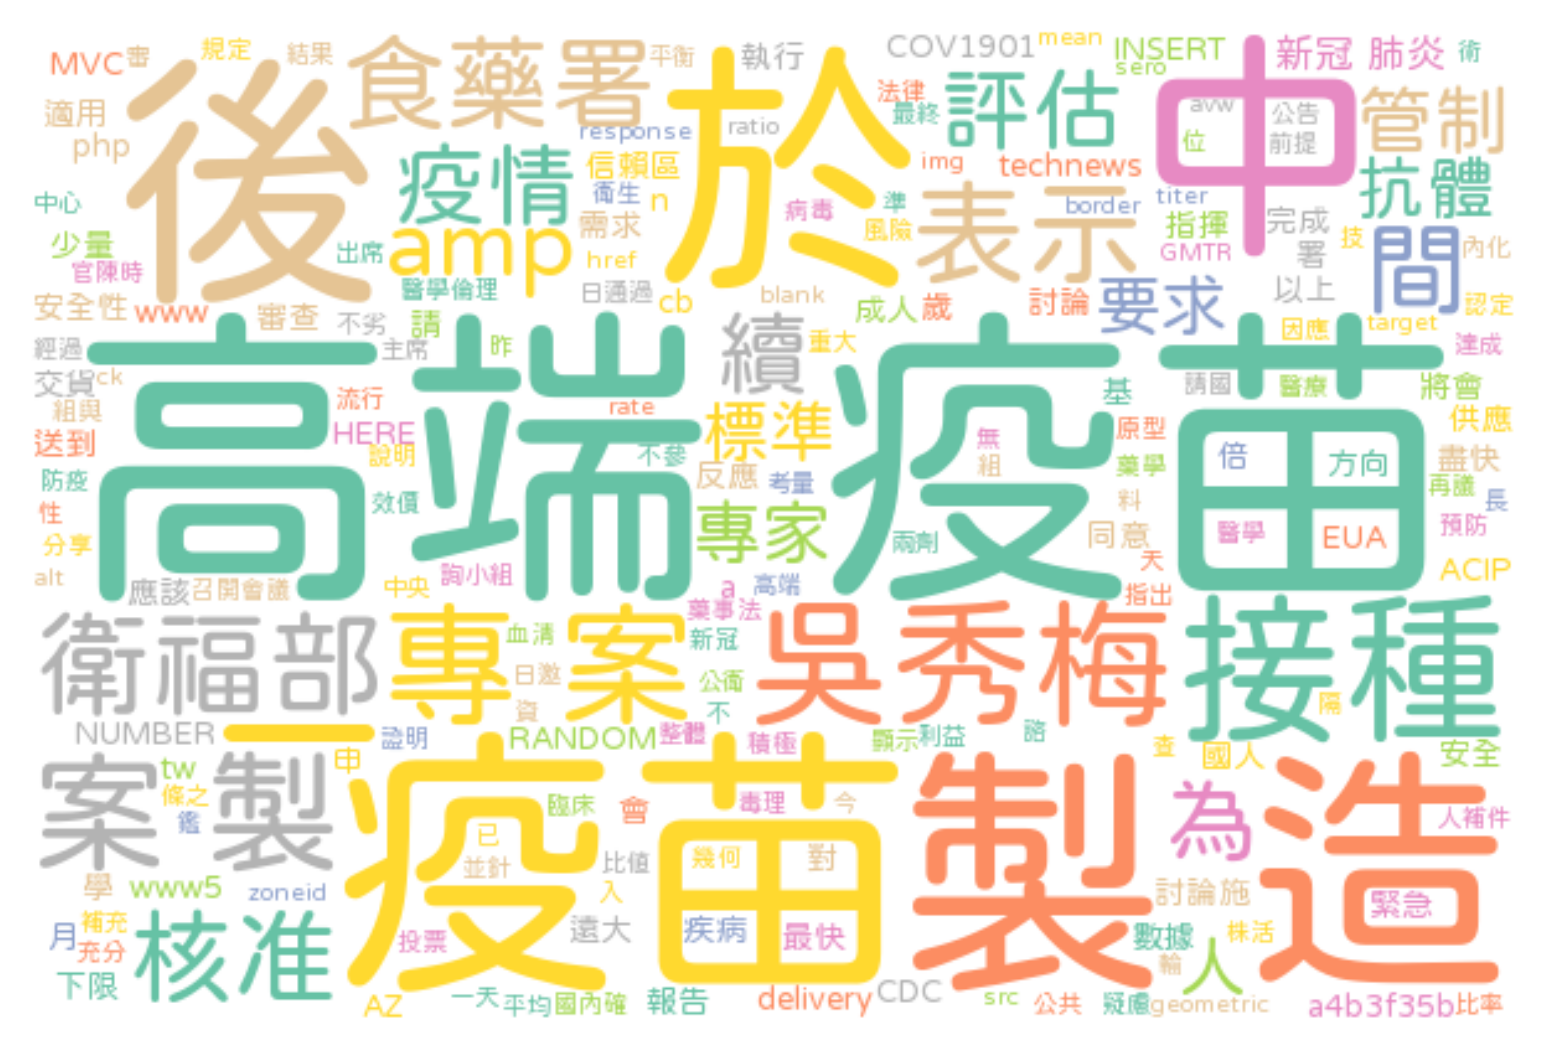 MVC
審
規定
結果
食藥署
平衡
執行
COV1901
mean
INSERT
sero
新冠 肺炎
術
後
於
中
適用
php
疫情
response
ratio
信賴區
法律
最終
評估
avw
公告
位
前提
管制
img
technews
抗體
中心
衛生
n
病毒
準
表示
border
titer
少量
官陳時
出席
amp
需求
href
風險
指揮
GMTR
完成
署
技
間
內化
安全性
www
審查
醫學倫理
日通過
cb
blank
成人
歲
討論
要求
以上
認定
不劣
請
續
重大
因應
target
達成
經過
主席
昨
交貨
ck
高端疫苗
基
請國
醫療
將會
組與
流行
rate
標準
供應
送到
HERE
說明
不參
反應
無
組
原型
倍
方向
盡快
防疫
效價
考量
藥學
再議
長
性
專家
料
醫學
EUA
預防
分享
兩劑
同意
天
alt
應該
召開會議
中央
詢小組
a
高端
指出
ACIP
衛福部
專案
血清
藥事法
新冠
吳秀梅
接種
日邀
公衛
資
不
隔
NUMBER
一
證明
RANDOM
整體
積極
顯示
利益
諮
查
國人
安全
案製
tw
條之
鑑
申
疫苗
臨床
會
毒理
今
製造
為
人補件
已
並針
比值
幾何
對
學
www5
zoneid
入
討論施
緊急
月
補充
充分
核准
投票
遠大
疾病
最快
數據
株活
輪
人
下限
AZ
一天
平均
國內確
報告
delivery
CDC
src
公共
疑慮
geometric
a4b3f35b
比率